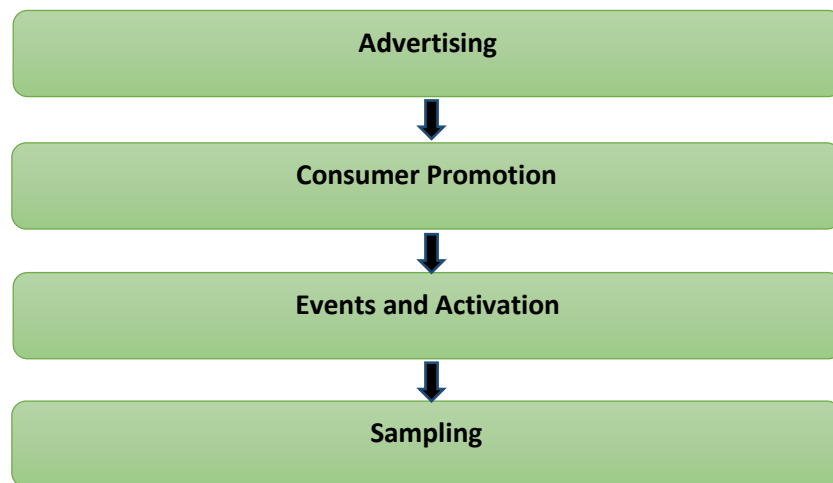 Advertising
Consumer Promotion
Events and Activation
Sampling